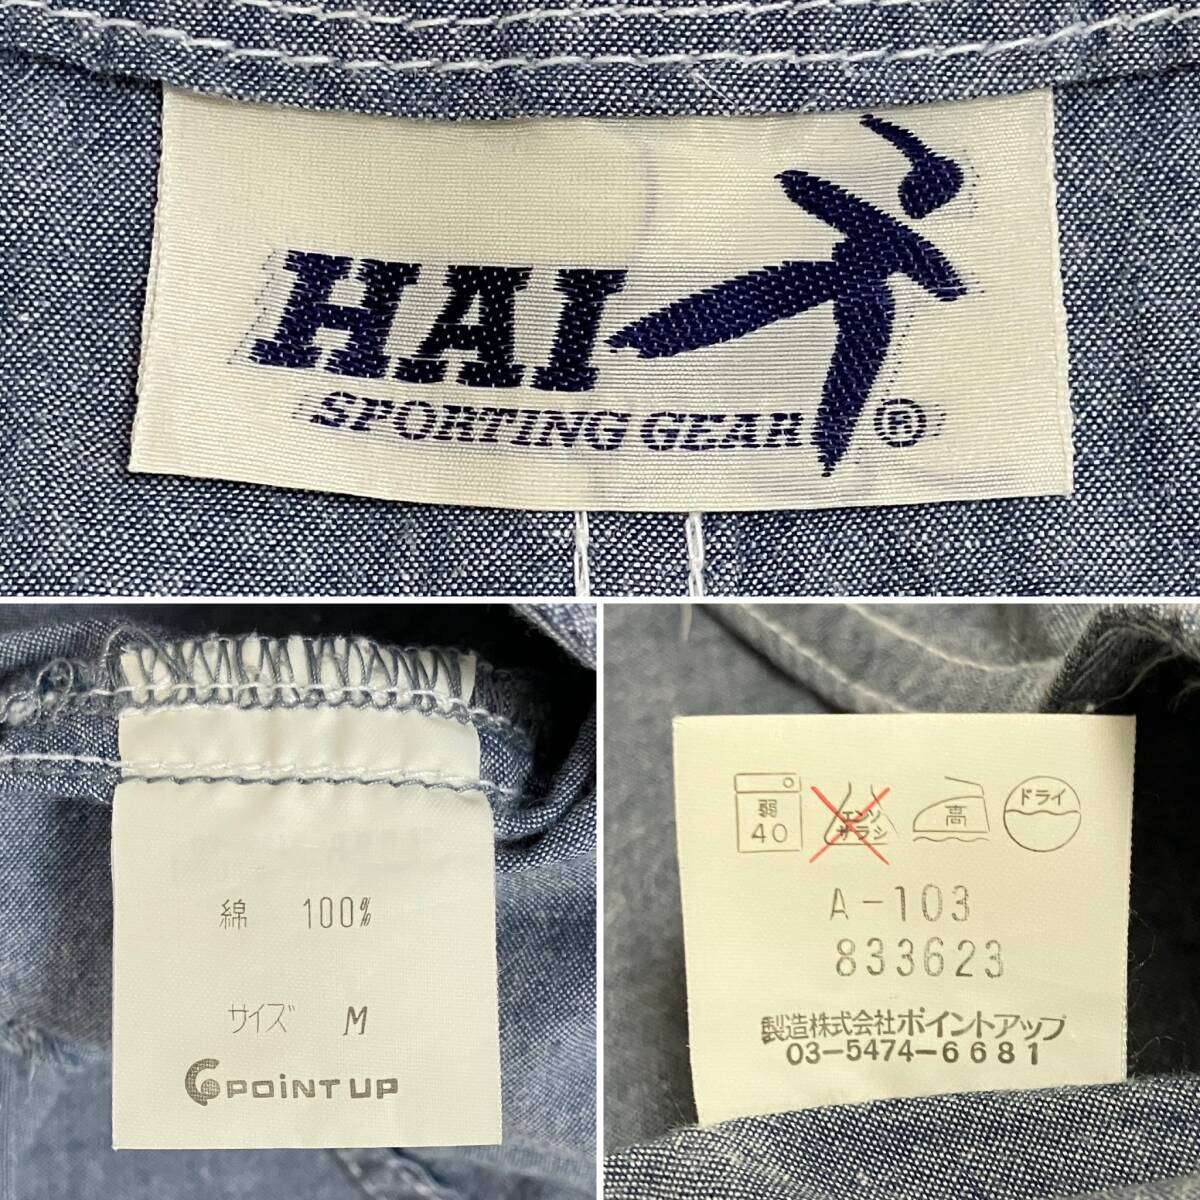 HAI
SPORTING GEAR ®
綿 100%
サイズ M
POINT UP
弱
40
エンソ
サラシ
高
ドライ
A-103
833623
製造株式会社ポイントアップ
03-5474-6681